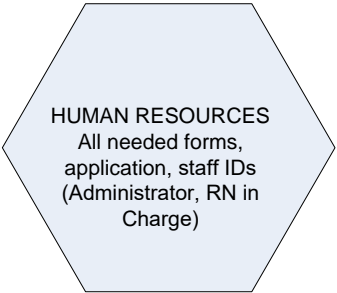 HUMAN RESOURCES
All needed forms,
application, staff IDs
(Administrator, RN in
Charge)